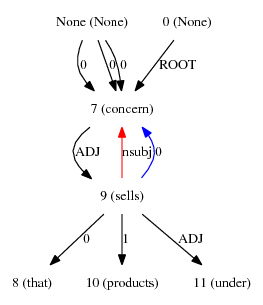 None (None) 0 (None)
0 0 0 ROOT
7 (concern)
ADJ nsubj 0
9 (sells)
0 1 ADJ
8 (that) 10 (products) 11 (under)